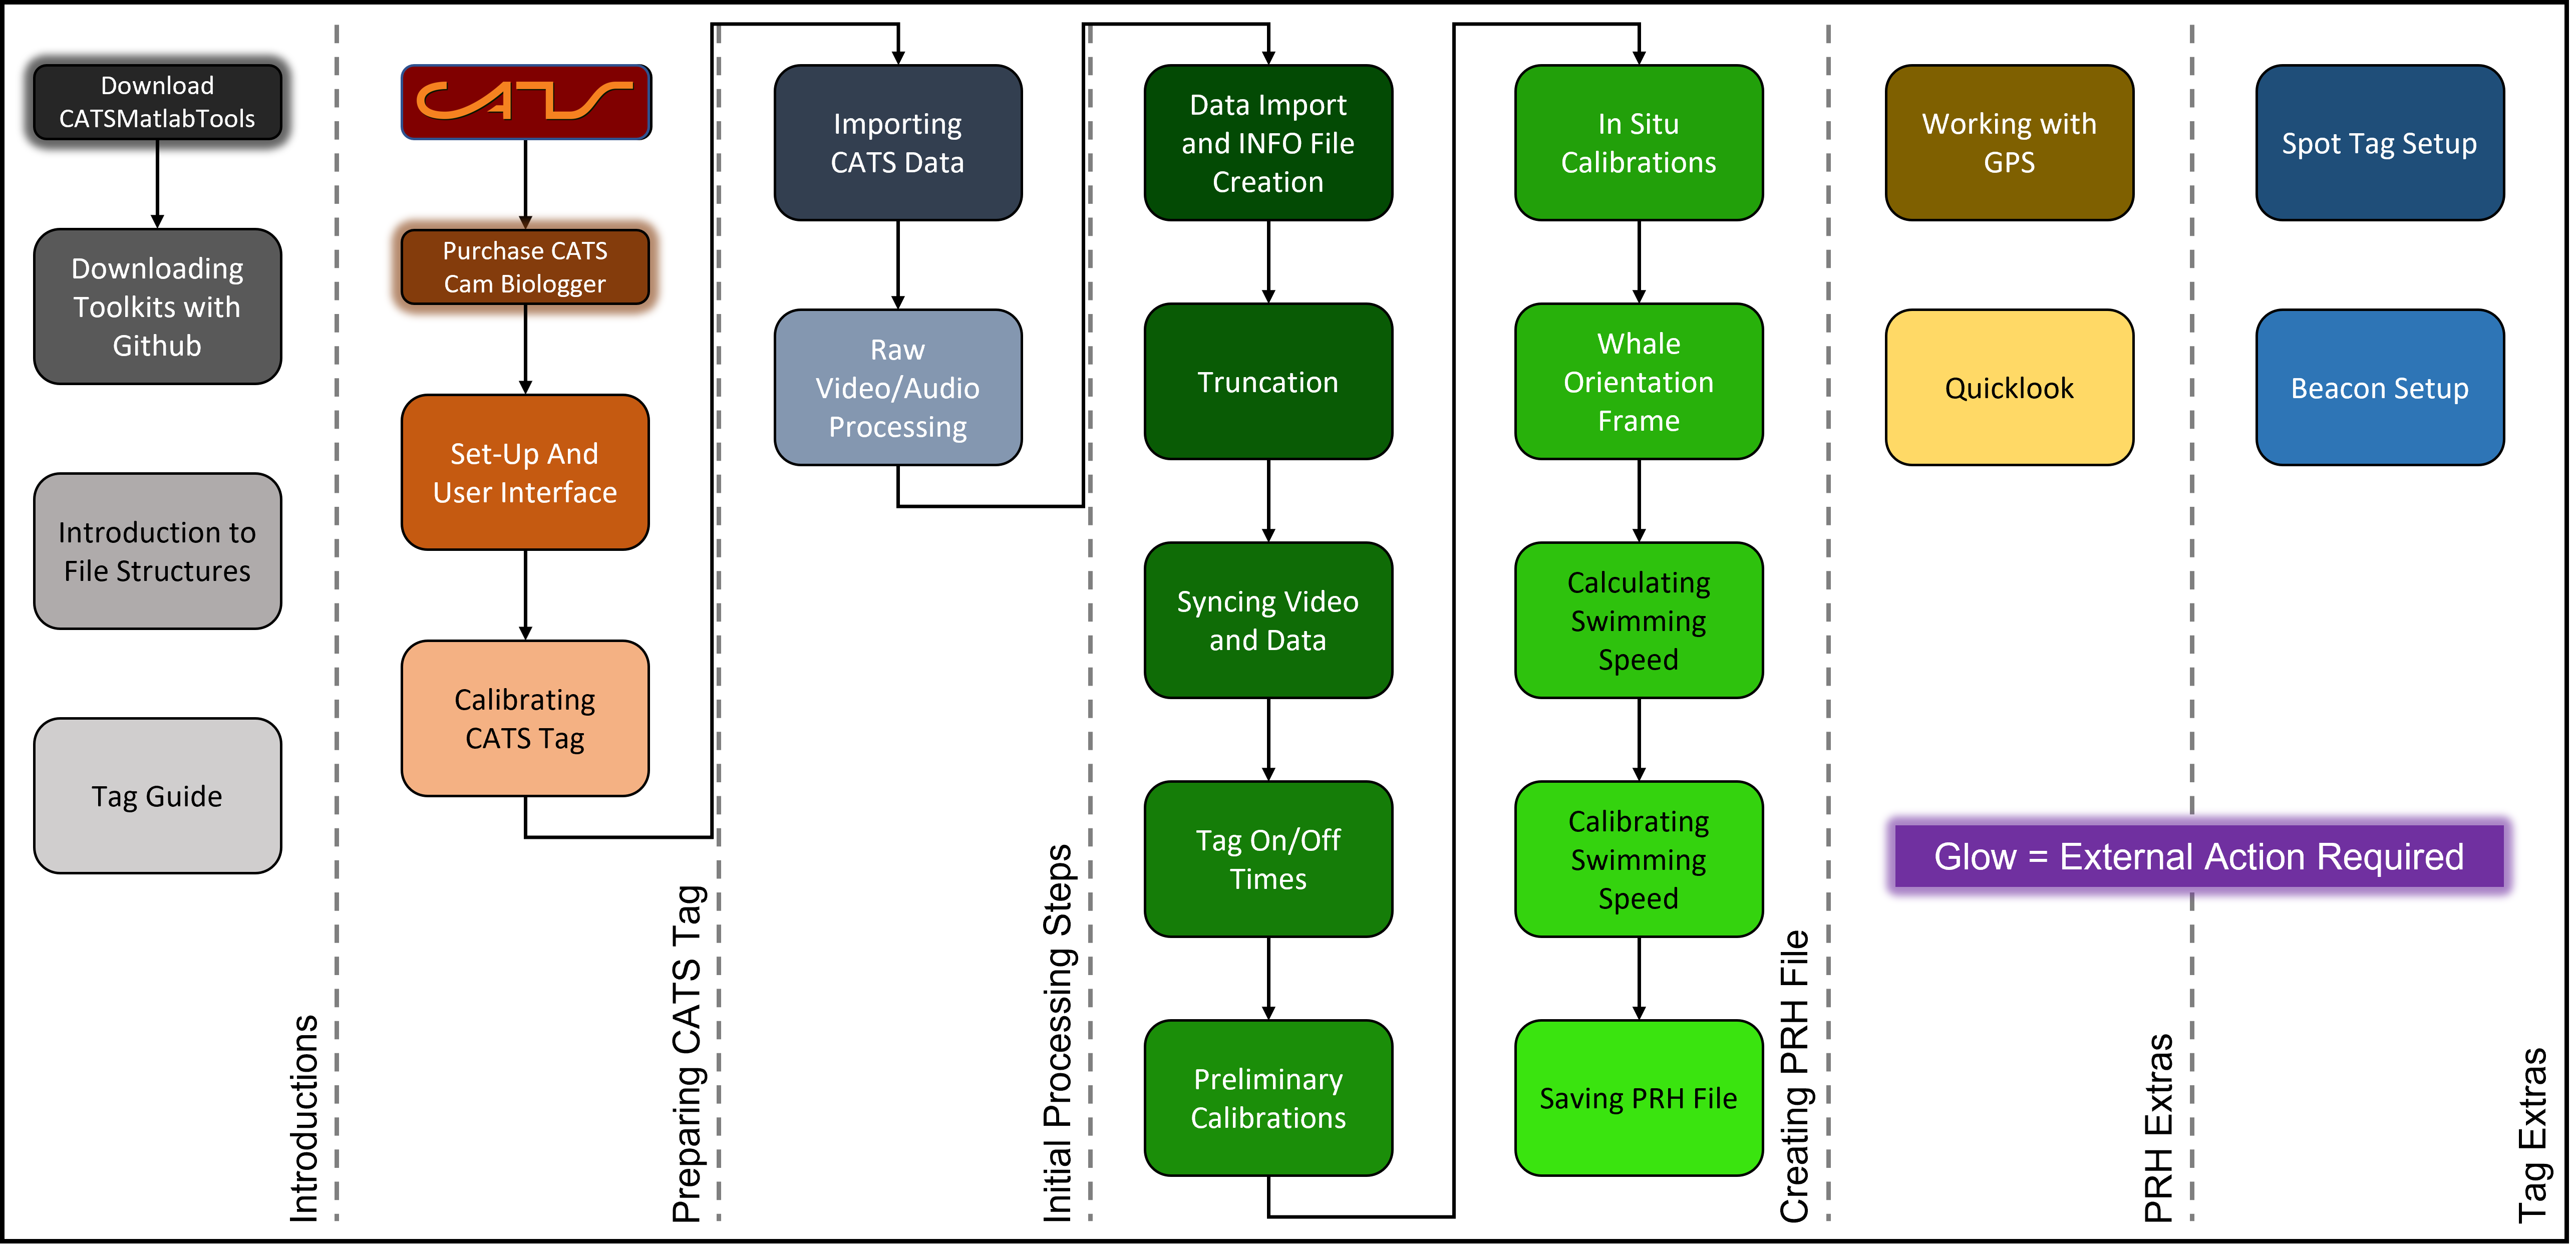 Download
CATSMatlabTools
Downloading
Toolkits with
Github
Introduction to
File Structures
Tag Guide
Introductions
CATS
Purchase CATS
Cam Biologger
Set-Up And
User Interface
Calibrating
CATS Tag
Preparing CATS Tag
Importing
CATS Data
Raw
Video/Audio
Processing
Initial Processing Steps
Data Import
and INFO File
Creation
Truncation
Syncing Video
and Data
Tag On/Off
Times
Preliminary
Calibrations
In Situ
Calibrations
Whale
Orientation
Frame
Calculating
Swimming
Speed
Calibrating
Swimming
Speed
Saving PRH File
Creating PRH File
Working with
GPS
Quicklook
PRH Extras
Spot Tag Setup
Beacon Setup
Glow = External Action Required
Tag Extras